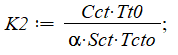 K2 := Cct·Tt0 / α·Sct·Tcto ;